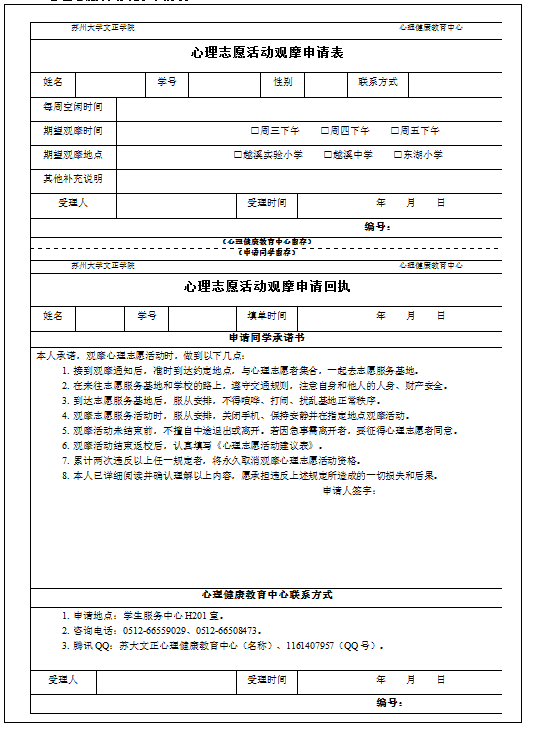 苏州大学文正学院 心理健康教育中心
心理志愿活动观摩申请表
姓名 学号 性别 联系方式
每周空闲时间
期望观摩时间 □周三下午 □周四下午 □周五下午
期望观摩地点 □越溪实验小学 □越溪中学 □东湖小学
其他补充说明
受理人 受理时间 年 月 日
编号：
（心理健康教育中心留存）
（申请同学留存）
苏州大学文正学院 心理健康教育中心
心理志愿活动观摩申请回执
姓名 学号 填单时间 年 月 日
申请同学承诺书
本人承诺，观摩心理志愿活动时，做到以下几点：
1. 接到观摩通知后，准时到达约定地点，与心理志愿者集合，一起去志愿服务基地。
2. 在来往志愿服务基地和学校的路上，遵守交通规则，注意自身和他人的人身、财产安全。
3. 到达志愿服务基地后，服从安排，不得喧哗、打闹、扰乱基地正常秩序。
4. 观摩志愿服务活动时，服从安排，关闭手机、保持安静并在指定地点观摩活动。
5. 观摩活动未结束前，不擅自中途退出或离开。若因急事需离开者，要征得心理志愿者同意。
6. 观摩活动结束返校后，认真填写《心理志愿活动建议表》。
7. 累计两次违反以上任一规定者，将永久取消观摩心理志愿活动资格。
8. 本人已详细阅读并确认理解以上内容，愿承担违反上述规定所造成的一切损失和后果。
申请人签字：
心理健康教育中心联系方式
1. 申请地点：学生服务中心 H201 室。
2. 咨询电话：0512-66559029、0512-66508473。
3. 腾讯 QQ：苏大文正心理健康教育中心（名称）、1161407957（QQ 号）。
受理人 受理时间 年 月 日
编号：